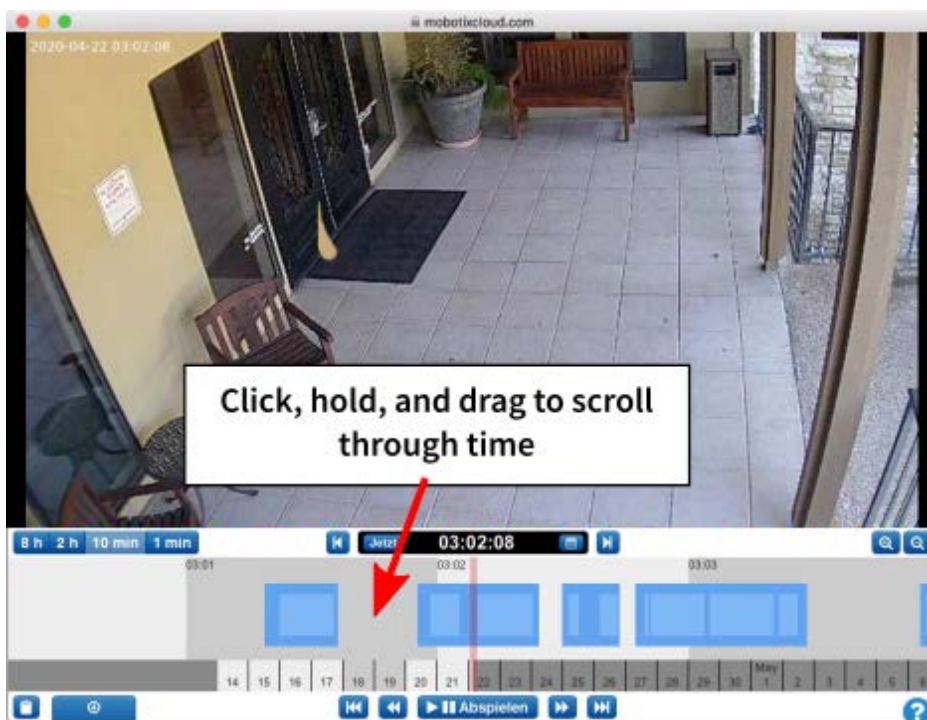 mobotixcloud.com
2020-04-22 03:02:08
Click, hold, and drag to scroll
through time
8 h 2 h 10 min 1 min
Jetzt 03:02:08
03:01 03:02 03:03
May
14 15 16 17 18 19 20 21 22 23 24 25 26 27 28 29 30 1 2 3 4 5 6
Abspielen
?